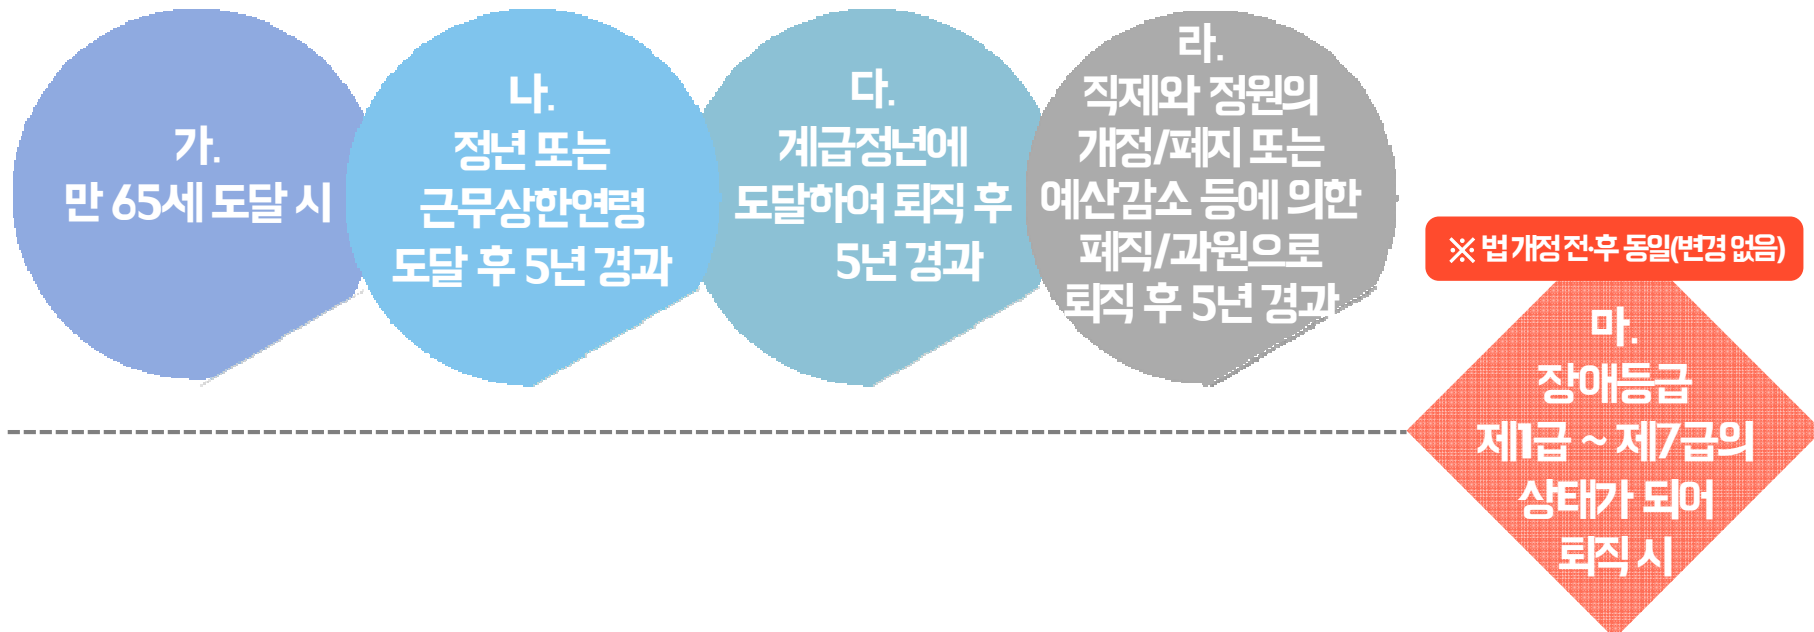 가.
만 65세 도달 시
나.
정년 또는
근무상한연령
도달 후 5년 경과
다.
계급정년에
도달하여 퇴직 후
5년 경과
라.
직제와 정원의
개정/폐지 또는
예산감소 등에 의한
폐직/과원으로
퇴직 후 5년 경과
※ 법 개정 전·후 동일(변경 없음)
마.
장애등급
제1급 ~ 제7급의
상태가 되어
퇴직 시